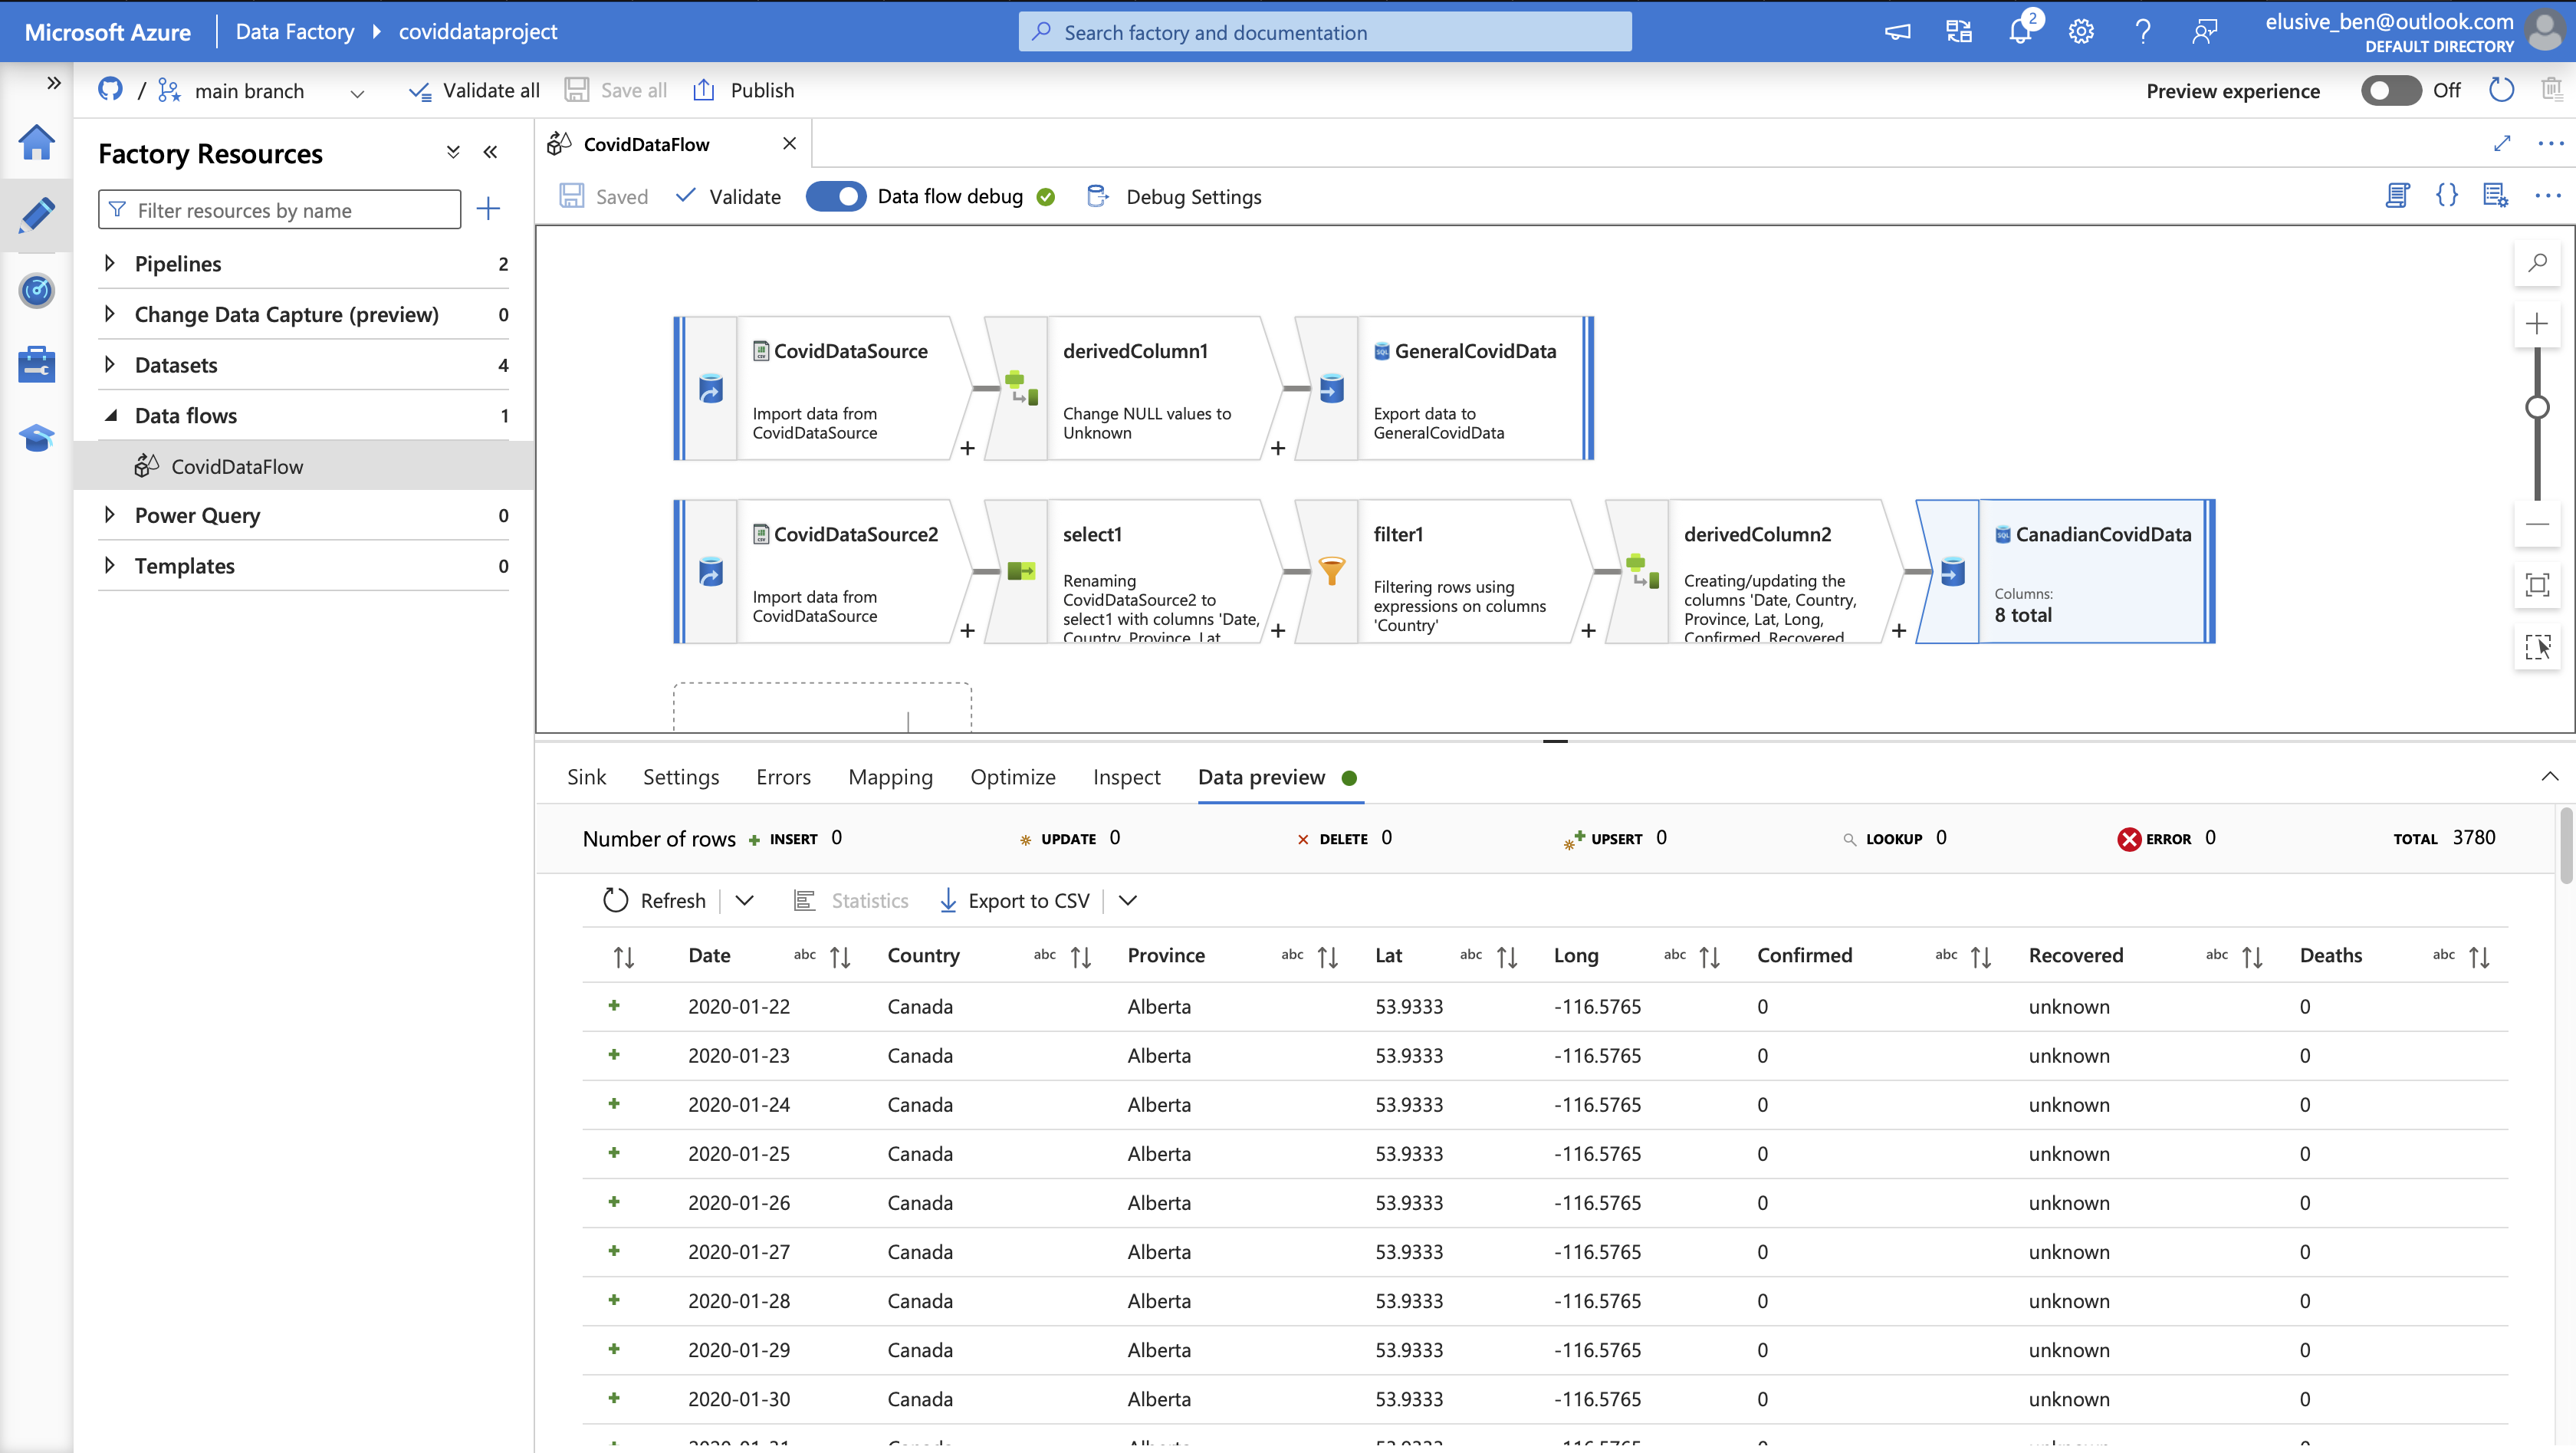 Microsoft Azure
Data Factory
coviddataproject
Search factory and documentation
2
elusive_ben@outlook.com
DEFAULT DIRECTORY
/ main branch
Validate all
Save all
Publish
Preview experience
Off
Factory Resources
Filter resources by name
Pipelines 2
Change Data Capture (preview) 0
Datasets 4
Data flows 1
CovidDataFlow
Power Query 0
Templates 0
CovidDataFlow
Saved
Validate
Data flow debug
Debug Settings
CovidDataSource
Import data from
CovidDataSource
+
derivedColumn1
Change NULL values to
Unknown
+
GeneralCovidData
Export data to
GeneralCovidData
CovidDataSource2
Import data from
CovidDataSource
+
select1
Renaming
CovidDataSource2 to
select1 with columns 'Date,
Country, Province, Lat,
+
filter1
Filtering rows using
expressions on columns
'Country'
+
derivedColumn2
Creating/updating the
columns 'Date, Country,
Province, Lat, Long,
Confirmed, Recovered,
+
CanadianCovidData
Columns:
8 total
Sink Settings Errors Mapping Optimize Inspect Data preview
Number of rows INSERT 0 UPDATE 0 DELETE 0 UPSERT 0 LOOKUP 0 ERROR 0 TOTAL 3780
Refresh Statistics Export to CSV
Date abc Country abc Province abc Lat abc Long abc Confirmed abc Recovered abc Deaths abc
2020-01-22 Canada Alberta 53.9333 -116.5765 0 unknown 0
2020-01-23 Canada Alberta 53.9333 -116.5765 0 unknown 0
2020-01-24 Canada Alberta 53.9333 -116.5765 0 unknown 0
2020-01-25 Canada Alberta 53.9333 -116.5765 0 unknown 0
2020-01-26 Canada Alberta 53.9333 -116.5765 0 unknown 0
2020-01-27 Canada Alberta 53.9333 -116.5765 0 unknown 0
2020-01-28 Canada Alberta 53.9333 -116.5765 0 unknown 0
2020-01-29 Canada Alberta 53.9333 -116.5765 0 unknown 0
2020-01-30 Canada Alberta 53.9333 -116.5765 0 unknown 0